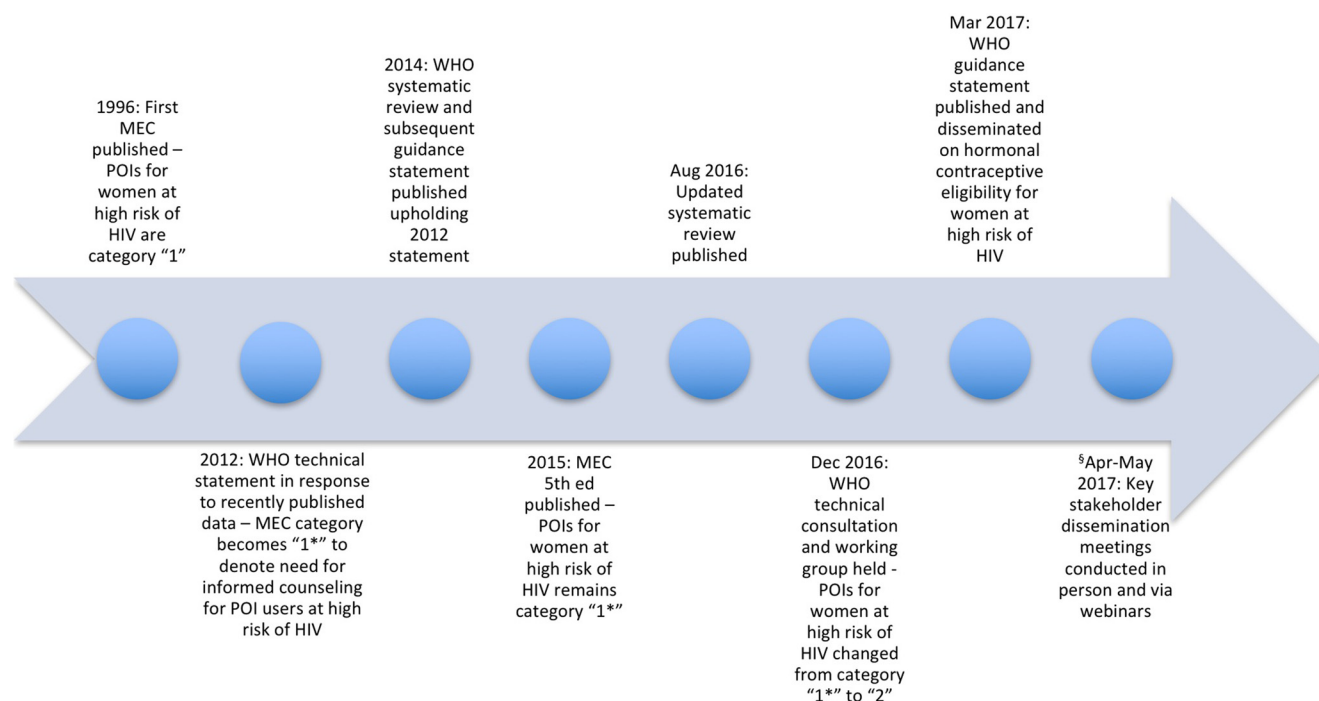 1996: First
MEC
published –
POIs for
women at
high risk of
HIV are
category “1”
2012: WHO technical
statement in response
to recently published
data – MEC category
becomes “1*” to
denote need for
informed counseling
for POI users at high
risk of HIV
2014: WHO
systematic
review and
subsequent
guidance
statement
published
upholding
2012
statement
2015: MEC
5th ed
published –
POIs for
women at
high risk of
HIV remains
category “1*”
Aug 2016:
Updated
systematic
review
published
Dec 2016:
WHO
technical
consultation
and working
group held -
POIs for
women at
high risk of
HIV changed
from category
“1*” to “2”
Mar 2017:
WHO
guidance
statement
published and
disseminated
on hormonal
contraceptive
eligibility for
women at
high risk of
HIV
§Apr-May
2017: Key
stakeholder
dissemination
meetings
conducted in
person and via
webinars